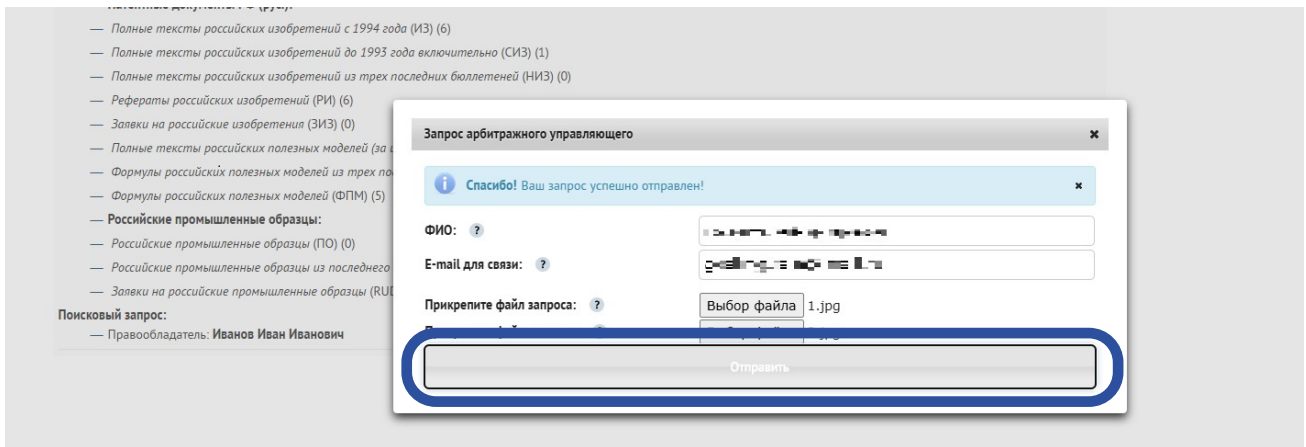 — Полные тексты российских изобретений с 1994 года (ИЗ) (6)
— Полные тексты российских изобретений до 1993 года включительно (СИЗ) (1)
— Полные тексты российских изобретений из трех последних бюллетеней (НИЗ) (0)
— Рефераты российских изобретений (РИ) (6)
— Заявки на российские изобретения (ЗИЗ) (0)
— Полные тексты российских полезных моделей (за
— Формулы российских полезных моделей из трех
— Формулы российских полезных моделей (ФПМ) (5)
— Российские промышленные образцы:
— Российские промышленные образцы (ПО) (0)
— Российские промышленные образцы из последнего
— Заявки на российские промышленные образцы
Поисковый запрос:
— Правообладатель: Иванов Иван Иванович
Запрос арбитражного управляющего
Спасибо! Ваш запрос успешно отправлен!
ФИО: ?
E-mail для связи: ?
Прикрепите файл запроса: ? Выбор файла 1.jpg
Отправить